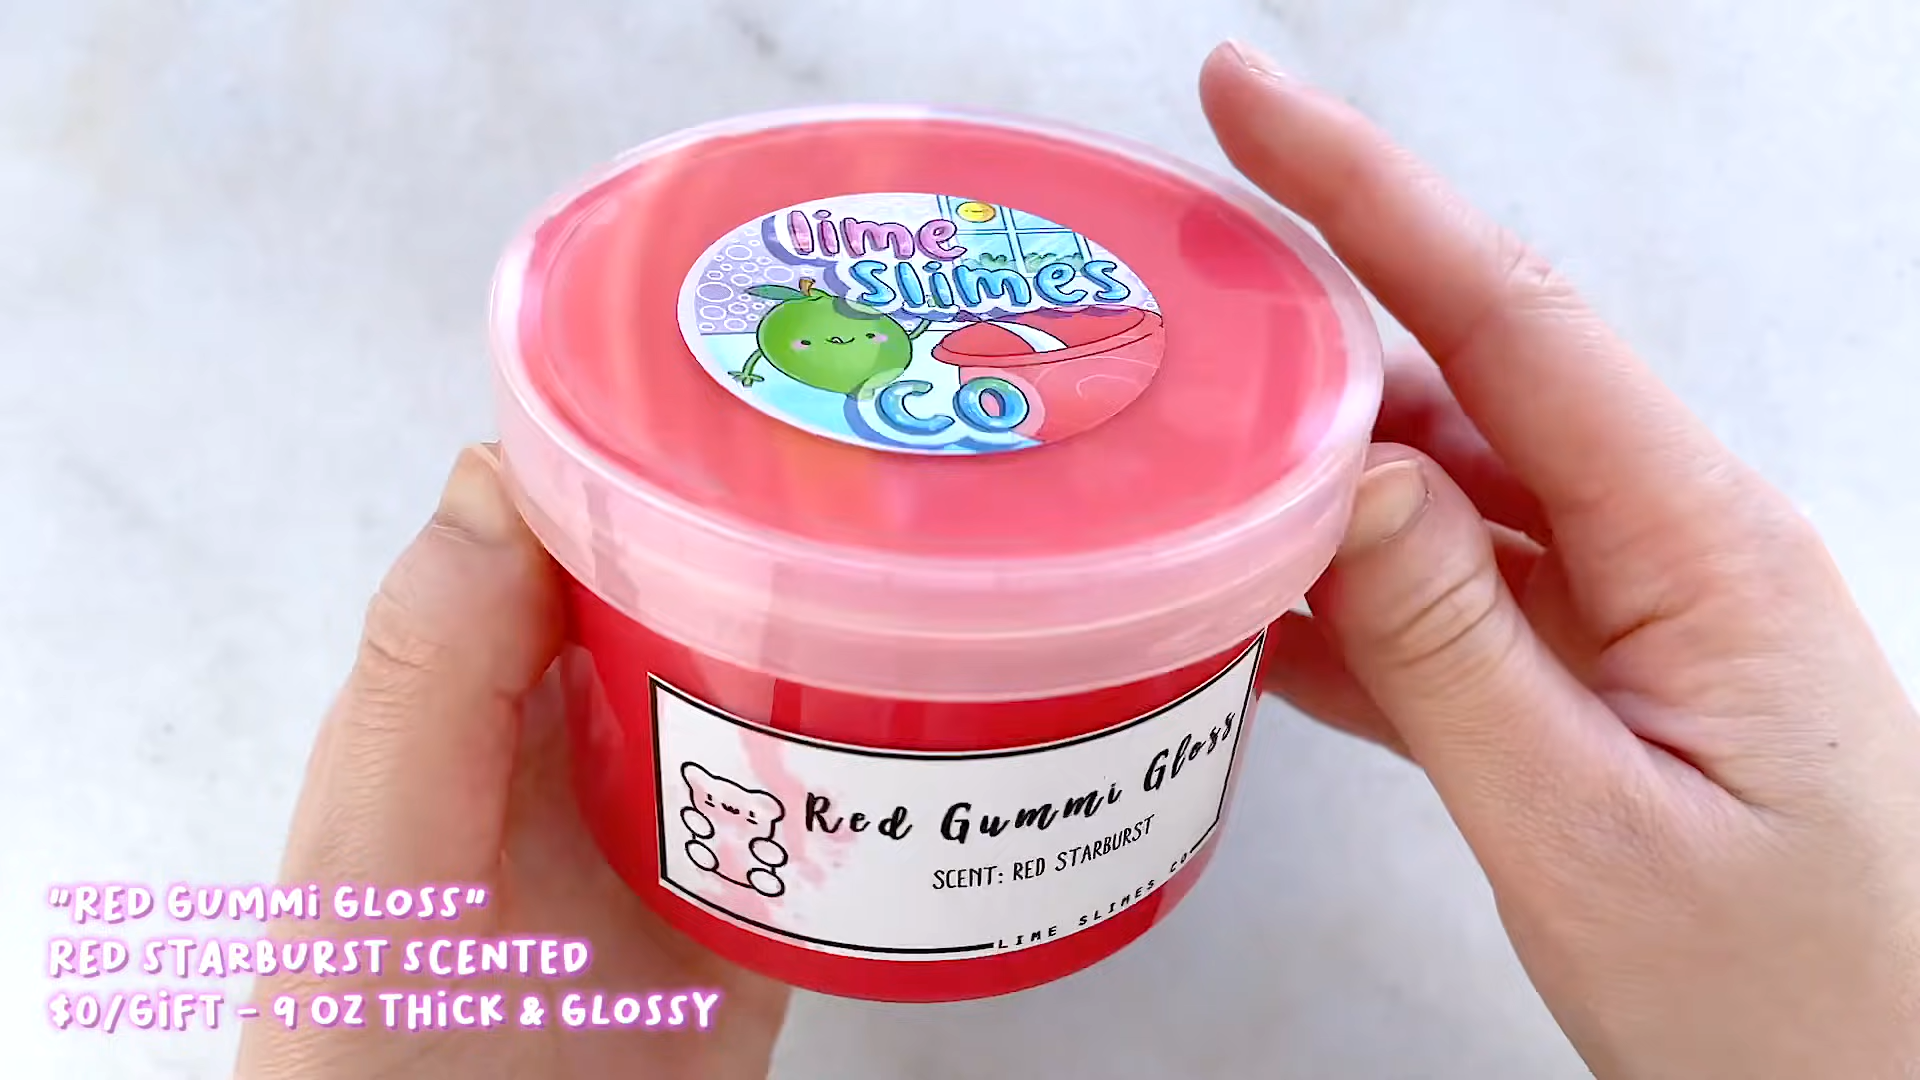 lime
slimes
co
Red Gummi Gloss
SCENT: RED STARBURST
LIME SLIMES CO
"RED GUMMi GLOSS"
RED STARBURST SCENTED
$0/GiFT - 9 OZ THiCK & GLOSSY